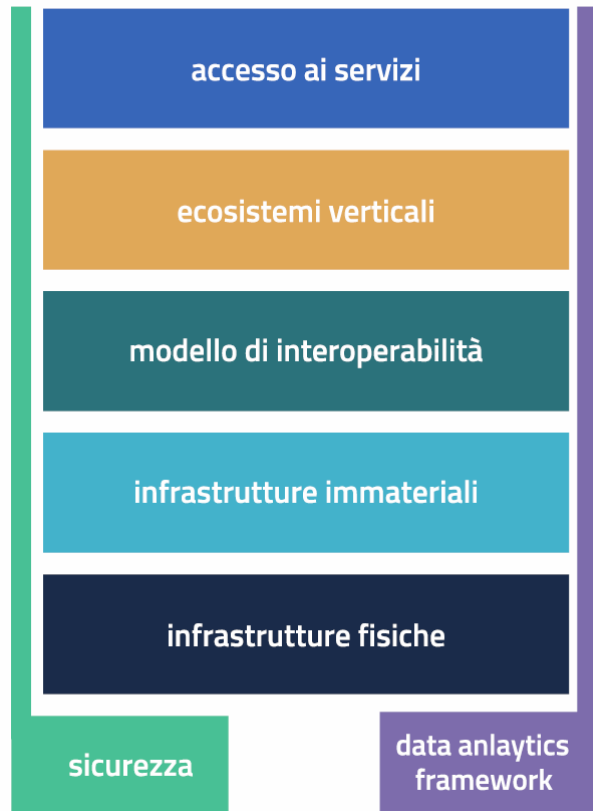 accesso ai servizi
ecosistemi verticali
modello di interoperabilità
infrastrutture immateriali
infrastrutture fisiche
sicurezza
data anlaytics
framework